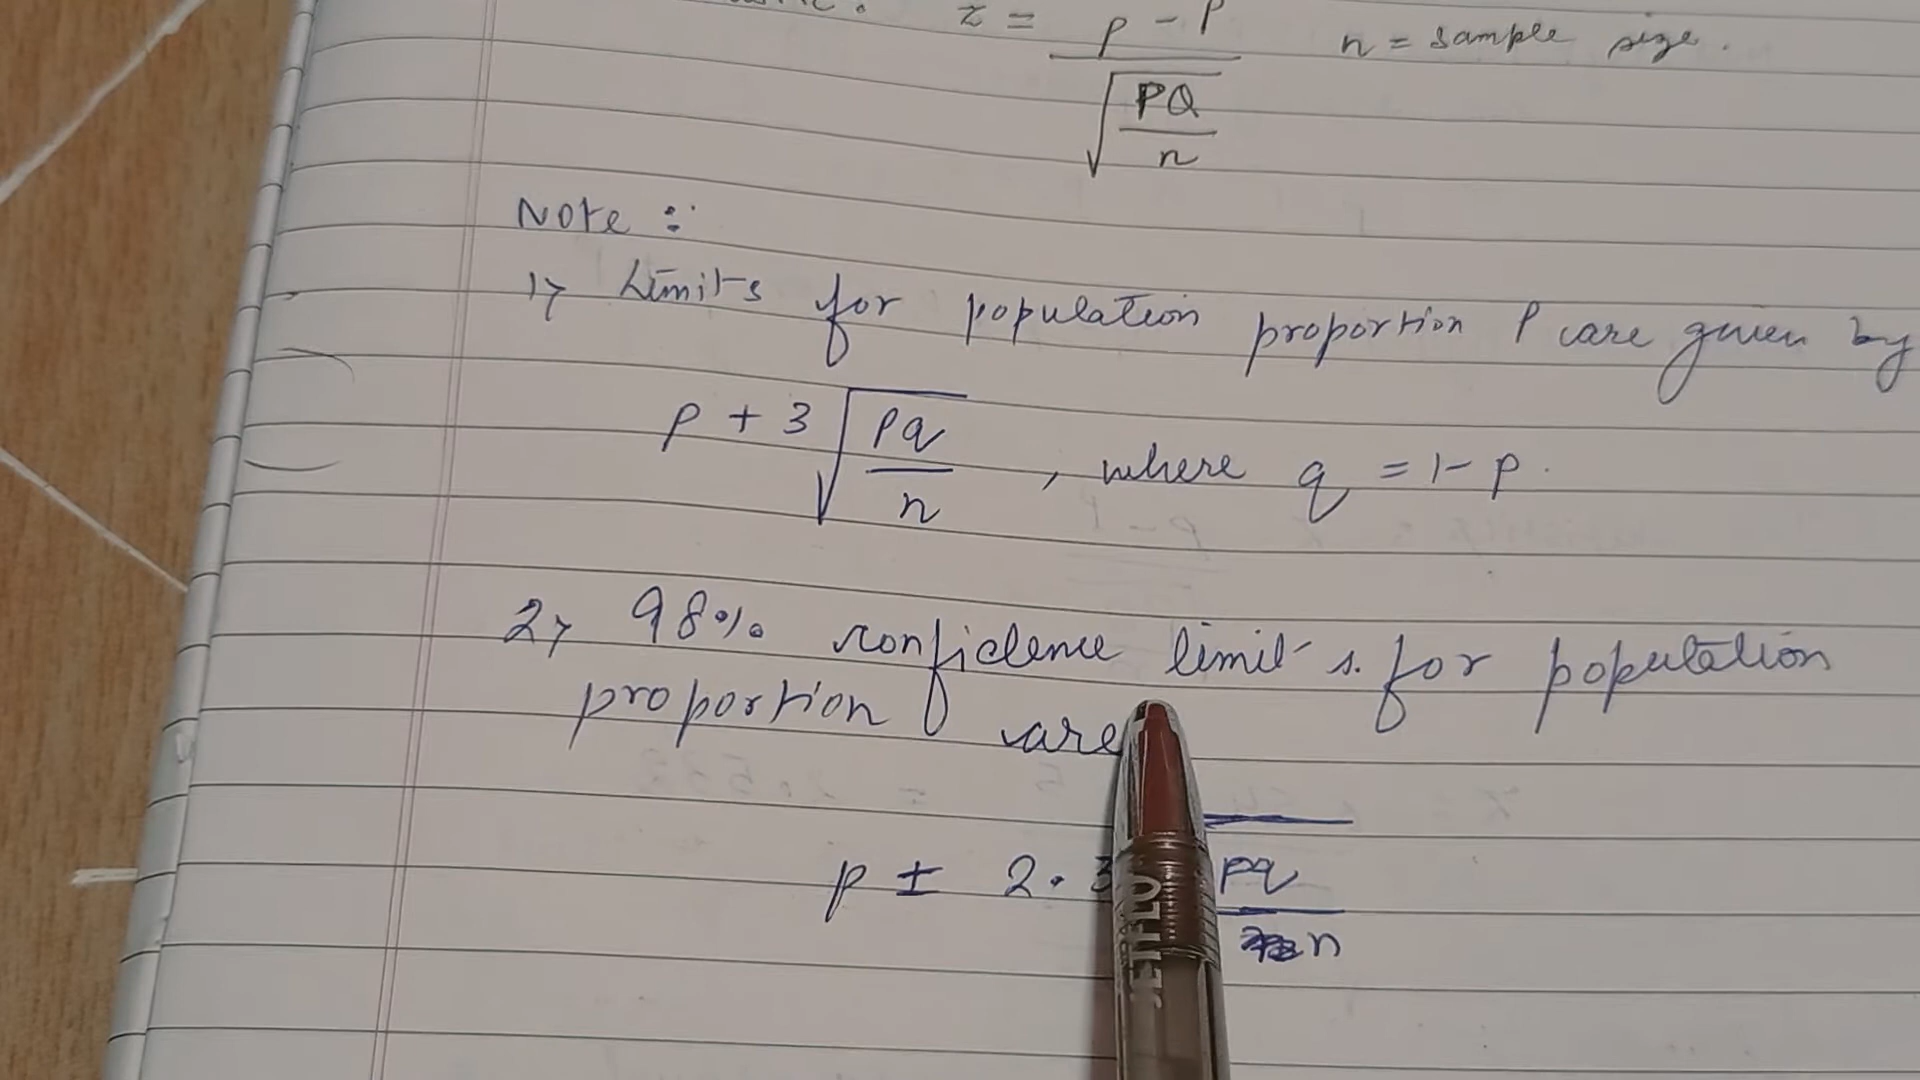 z = p - P / √(PQ / n) n = sample size.
Note :
1) Limits for population proportion P are given by
p + 3 √(pq / n) , where q = 1 - p.
2) 98% confidence limits. for population
proportion are
p ± 2.3 pq / n
JETFLO